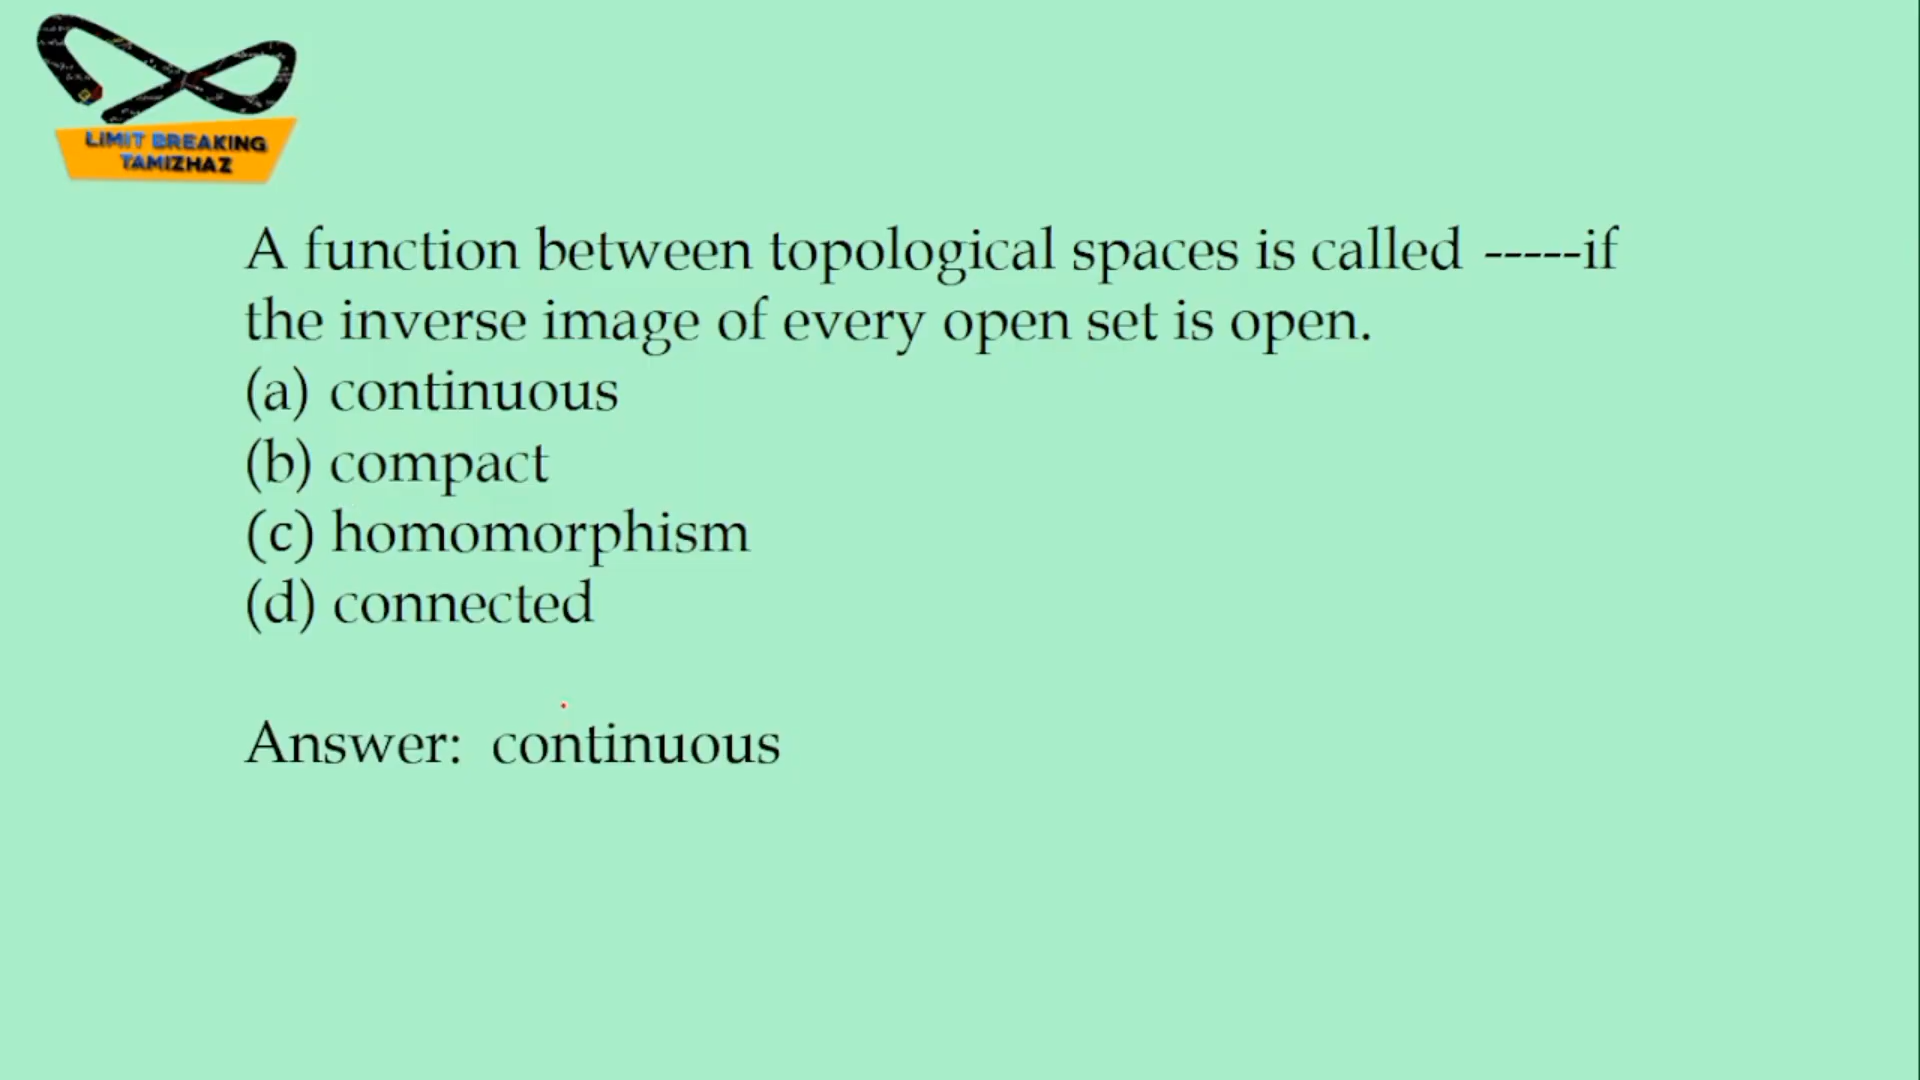 LIMIT BREAKING
TAMIZHAZ
A function between topological spaces is called -----if
the inverse image of every open set is open.
(a) continuous
(b) compact
(c) homomorphism
(d) connected
Answer: continuous